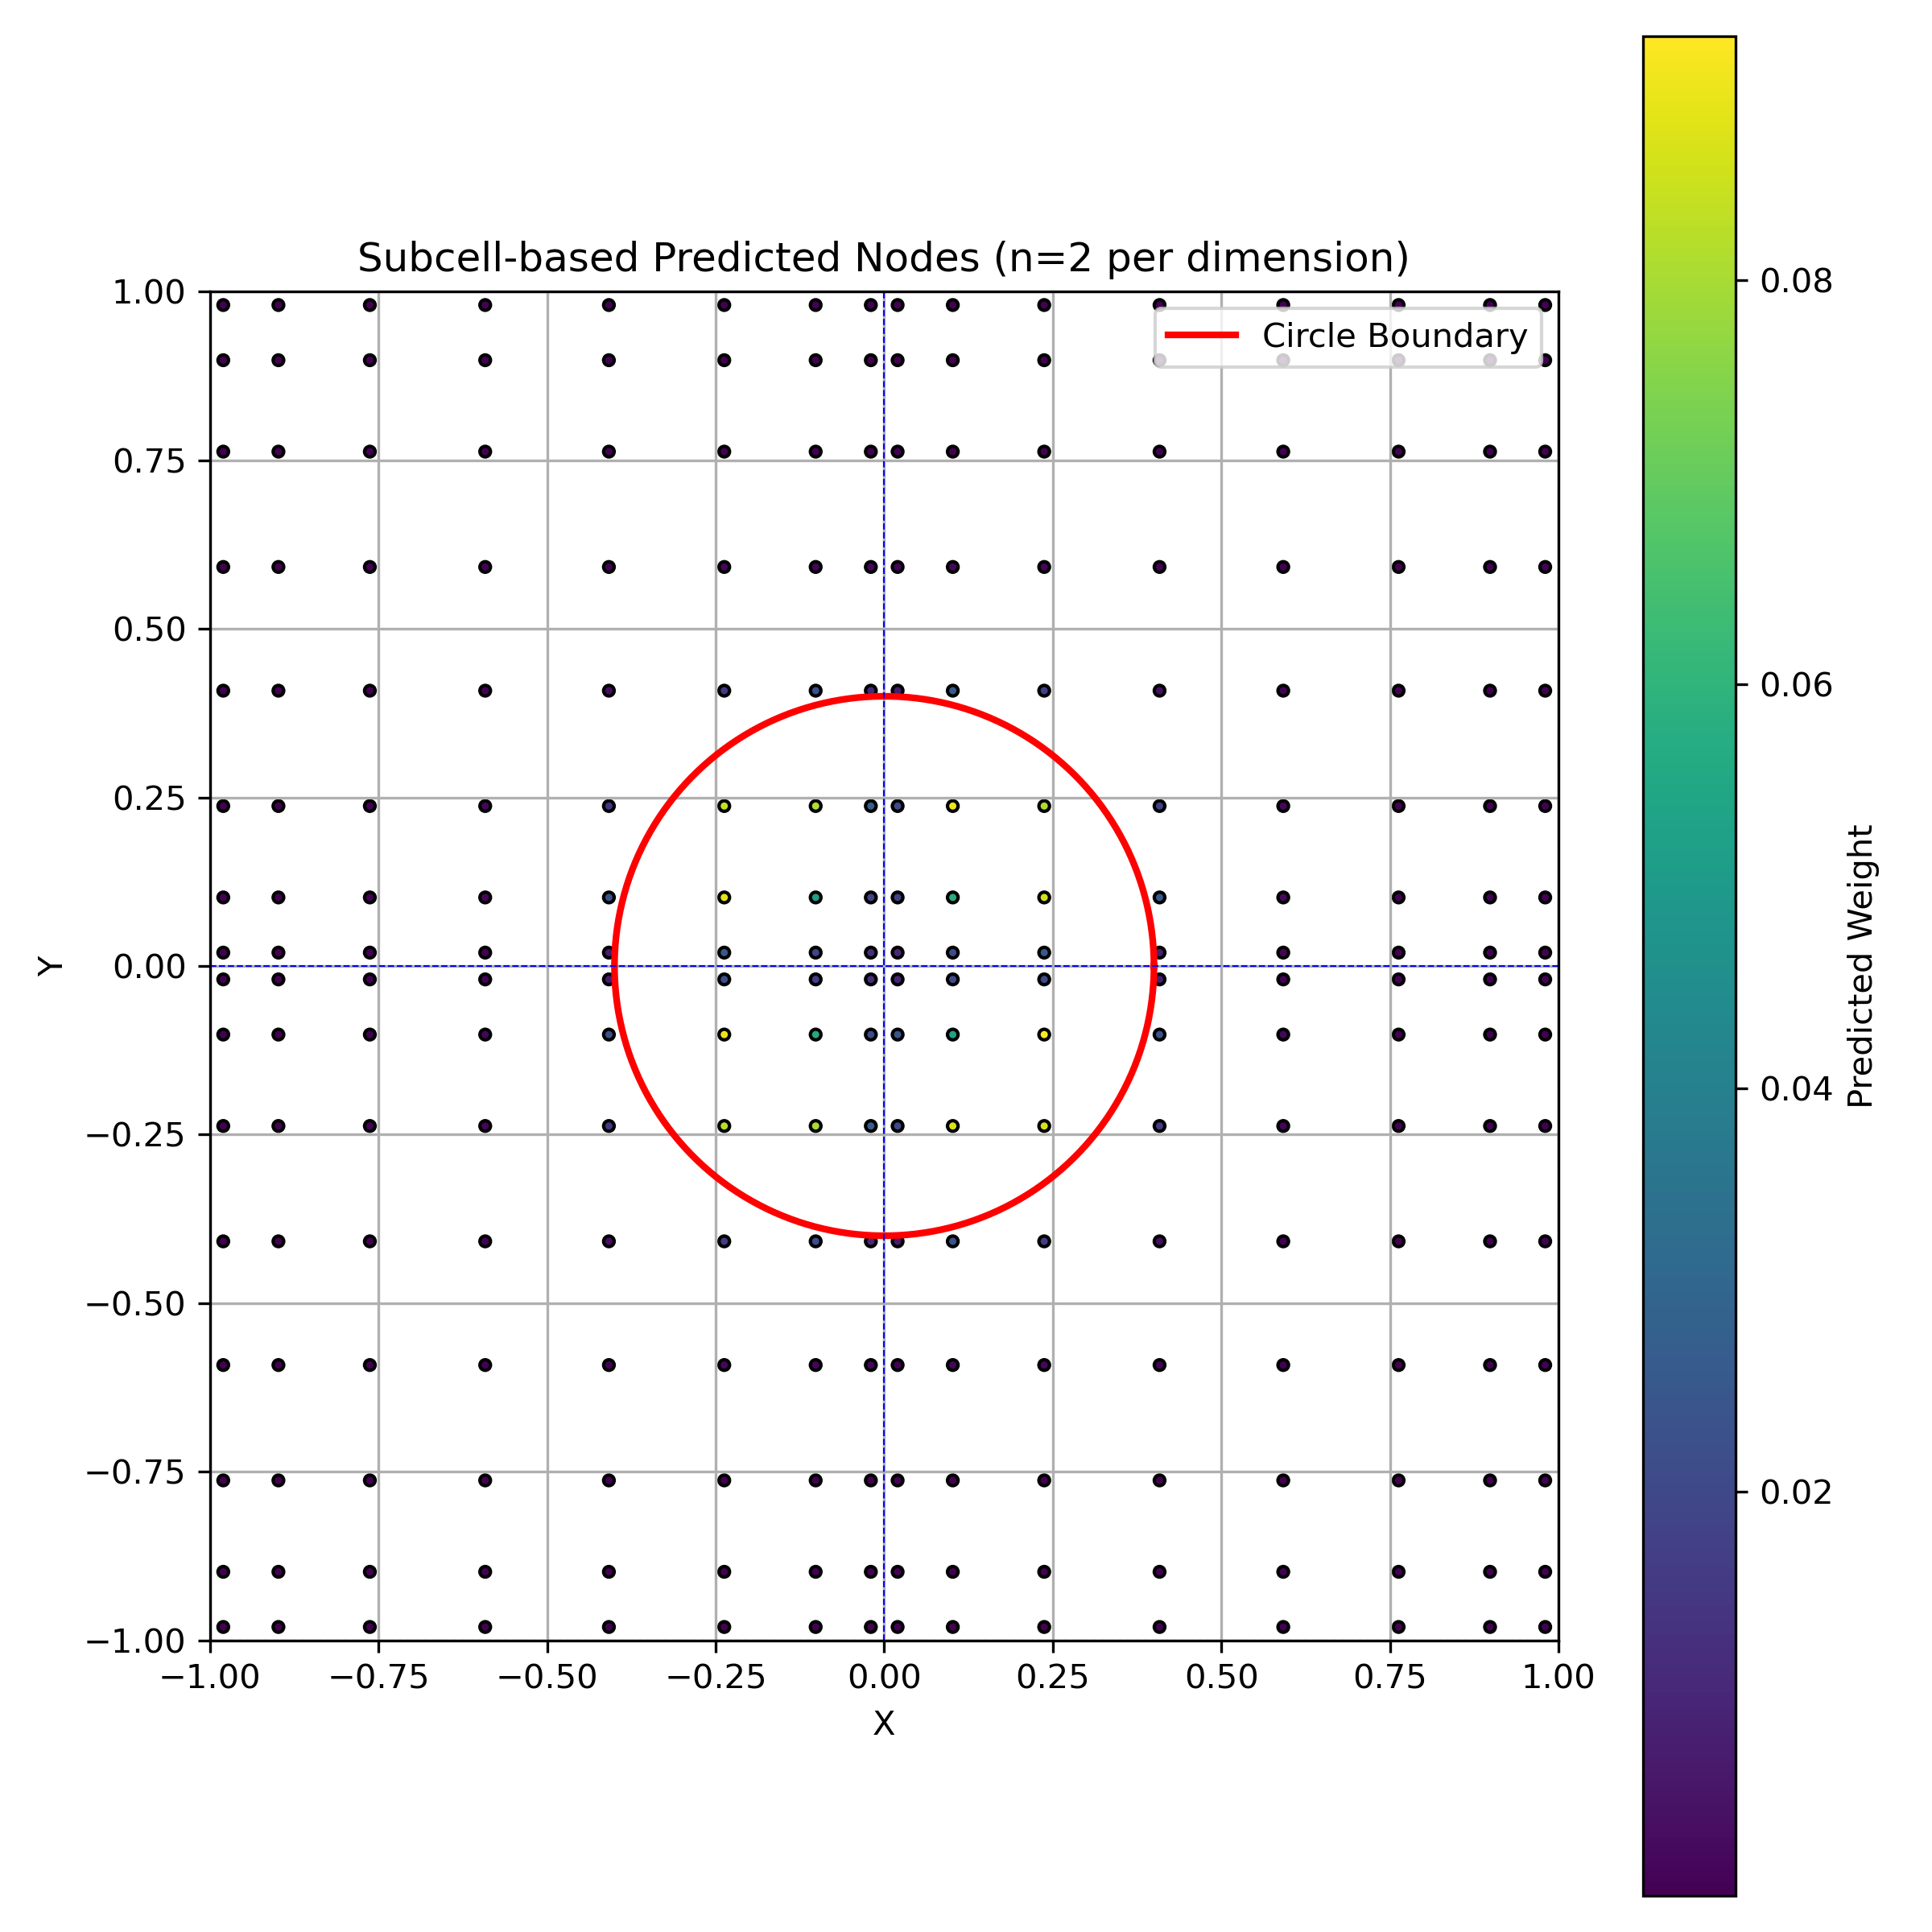 Subcell-based Predicted Nodes (n=2 per dimension)
Circle Boundary
1.00
0.75
0.50
0.25
0.00
−0.25
−0.50
−0.75
−1.00
Y
−1.00 −0.75 −0.50 −0.25 0.00 0.25 0.50 0.75 1.00
X
0.08
0.06
0.04
0.02
Predicted Weight